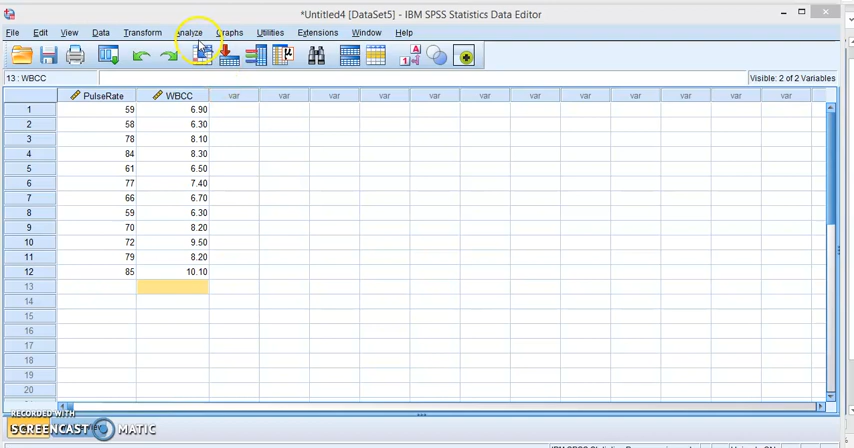 *Untitled4 [DataSet5] - IBM SPSS Statistics Data Editor
File Edit View Data Transform Analyze Graphs Utilities Extensions Window Help
13 : WBCC Visible: 2 of 2 Variables
PulseRate WBCC var var var var var var var var var var var var
1 59 6.90
2 58 6.30
3 78 8.10
4 84 8.30
5 61 6.50
6 77 7.40
7 66 6.70
8 59 6.30
9 70 8.20
10 72 9.50
11 79 8.20
12 85 10.10
13
14
15
16
17
18
19
20
RECORDED WITH
SCREENCAST MATIC